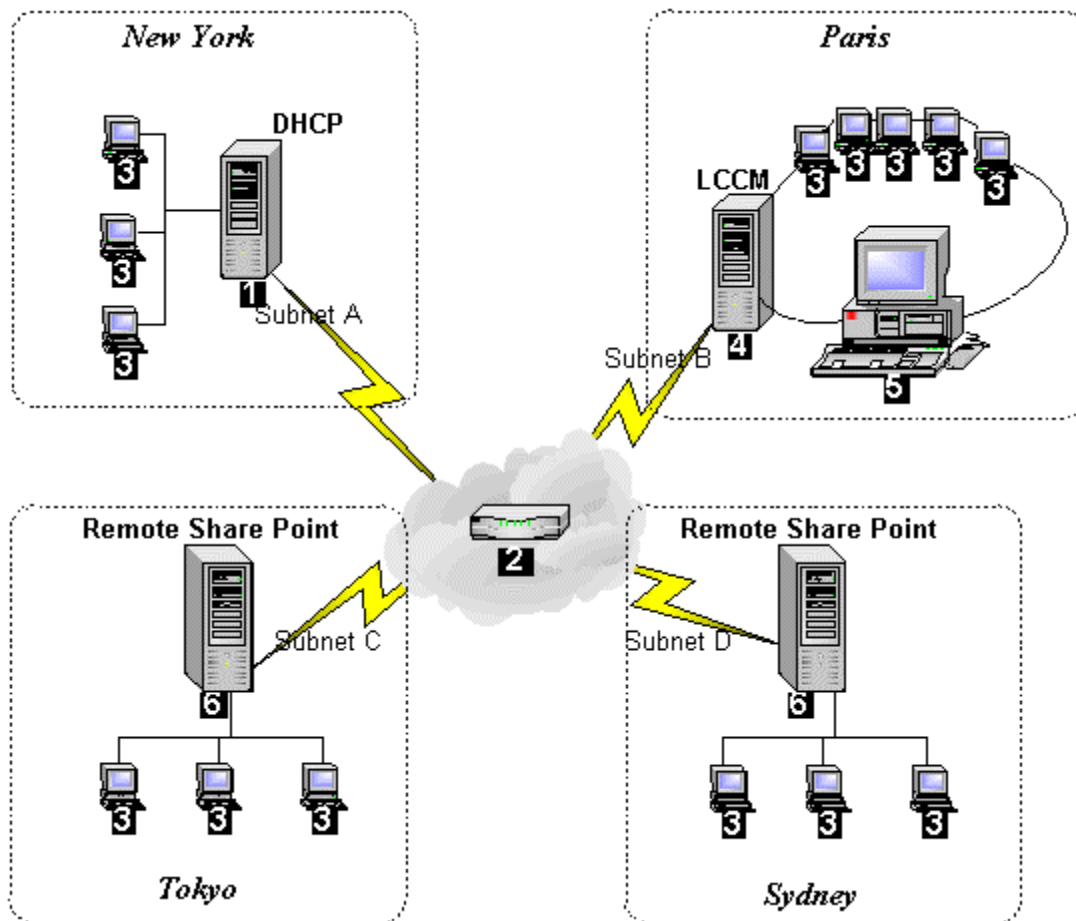 New York
DHCP
3
3
3
1
Subnet A
Paris
LCCM
3
3
3
3
3
4
5
Subnet B
2
Remote Share Point
6
Subnet C
3
3
3
Tokyo
Remote Share Point
6
Subnet D
3
3
3
Sydney